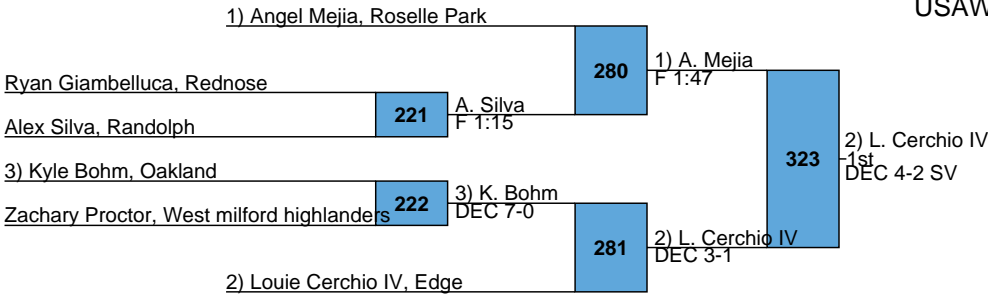 USAW
1) Angel Mejia, Roselle Park
280
1) A. Mejia
F 1:47
Ryan Giambelluca, Rednose
221
A. Silva
F 1:15
Alex Silva, Randolph
323
2) L. Cerchio IV
1st
DEC 4-2 SV
3) Kyle Bohm, Oakland
222
3) K. Bohm
DEC 7-0
Zachary Proctor, West milford highlanders
281
2) L. Cerchio IV
DEC 3-1
2) Louie Cerchio IV, Edge